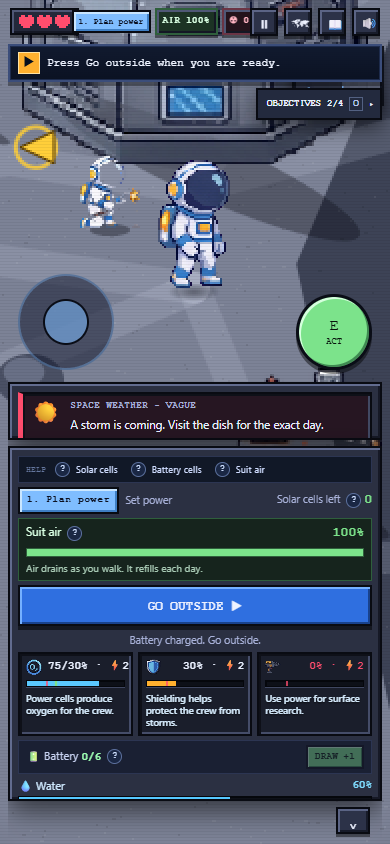 1. Plan power
AIR 100%
0
Press Go outside when you are ready.
OBJECTIVES 2/4 O ▸
E
ACT
SPACE WEATHER - VAGUE
A storm is coming. Visit the dish for the exact day.
HELP ? Solar cells ? Battery cells ? Suit air
1. Plan power Set power Solar cells left ? 0
Suit air ? 100%
Air drains as you walk. It refills each day.
GO OUTSIDE ▶
Battery charged. Go outside.
75/30% · 2
Power cells produce
oxygen for the crew.
30% · 2
Shielding helps
protect the crew from
storms.
0% · 2
Use power for surface
research.
Battery 0/6 ? DRAW +1
Water 60%
v